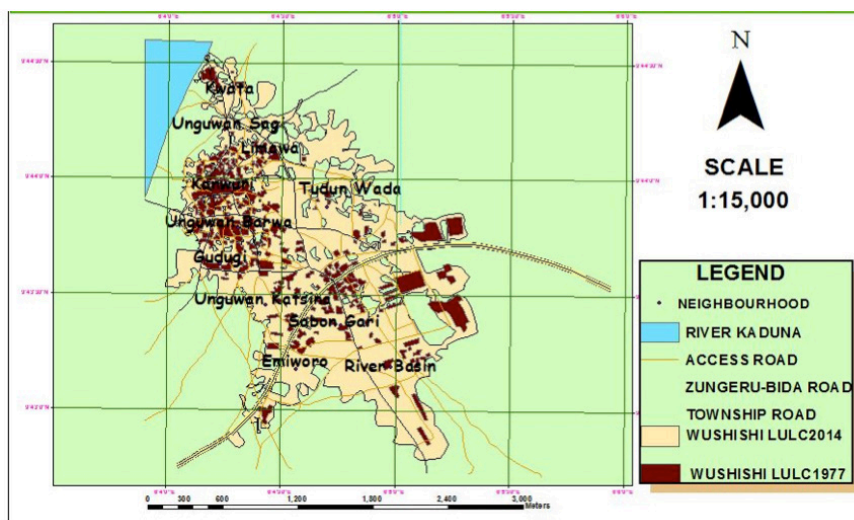 N
SCALE
1:15,000
Kwata
Unguwan Sag
Limawa
Kanwuri
Tudun Wada
Unguwan Barwa
Gudugi
Unguwan Katsina
Sabon Gari
Emiworo
River Basin
LEGEND
NEIGHBOURHOOD
RIVER KADUNA
ACCESS ROAD
ZUNGERU-BIDA ROAD
TOWNSHIP ROAD
WUSHISHI LULC2014
WUSHISHI LULC1977
0 300 600 1,200 1,800 2,400 3,000
Meters